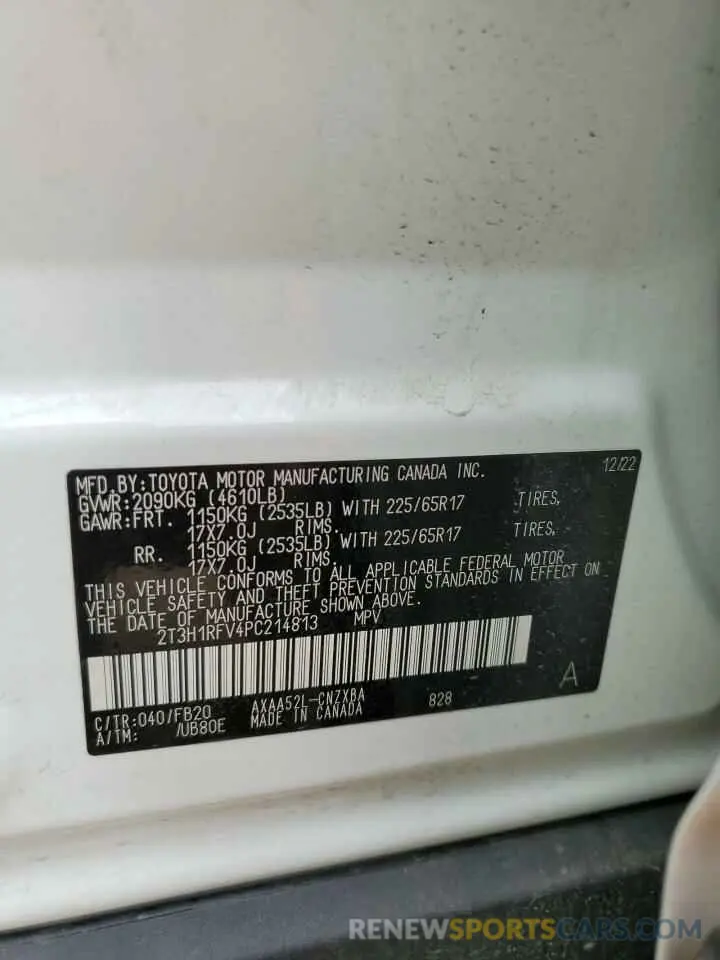 MFD.BY:TOYOTA MOTOR MANUFACTURING CANADA INC. 12/22
GVWR:2090KG (4610LB)
GAWR:FRT. 1150KG (2535LB) WITH 225/65R17 TIRES,
17X7.0J RIMS.
RR. 1150KG (2535LB) WITH 225/65R17 TIRES,
17X7.0J RIMS.
THIS VEHICLE CONFORMS TO ALL APPLICABLE FEDERAL MOTOR
VEHICLE SAFETY AND THEFT PREVENTION STANDARDS IN EFFECT ON
THE DATE OF MANUFACTURE SHOWN ABOVE.
2T3H1RFV4PC214813 MPV
C/TR:040/FB20 AXAA52L-CNZXBA 828 A
A/TM: /UB80E MADE IN CANADA
RENEWSPORTSCARS.COM